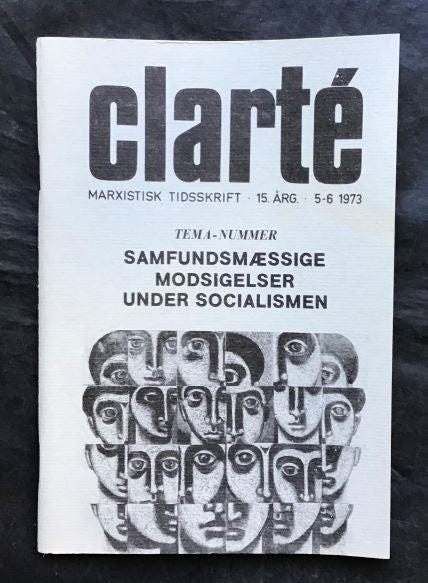 clarté
MARXISTISK TIDSSKRIFT · 15. ÅRG. · 5-6 1973
TEMA-NUMMER
SAMFUNDSMÆSSIGE
MODSIGELSER
UNDER SOCIALISMEN